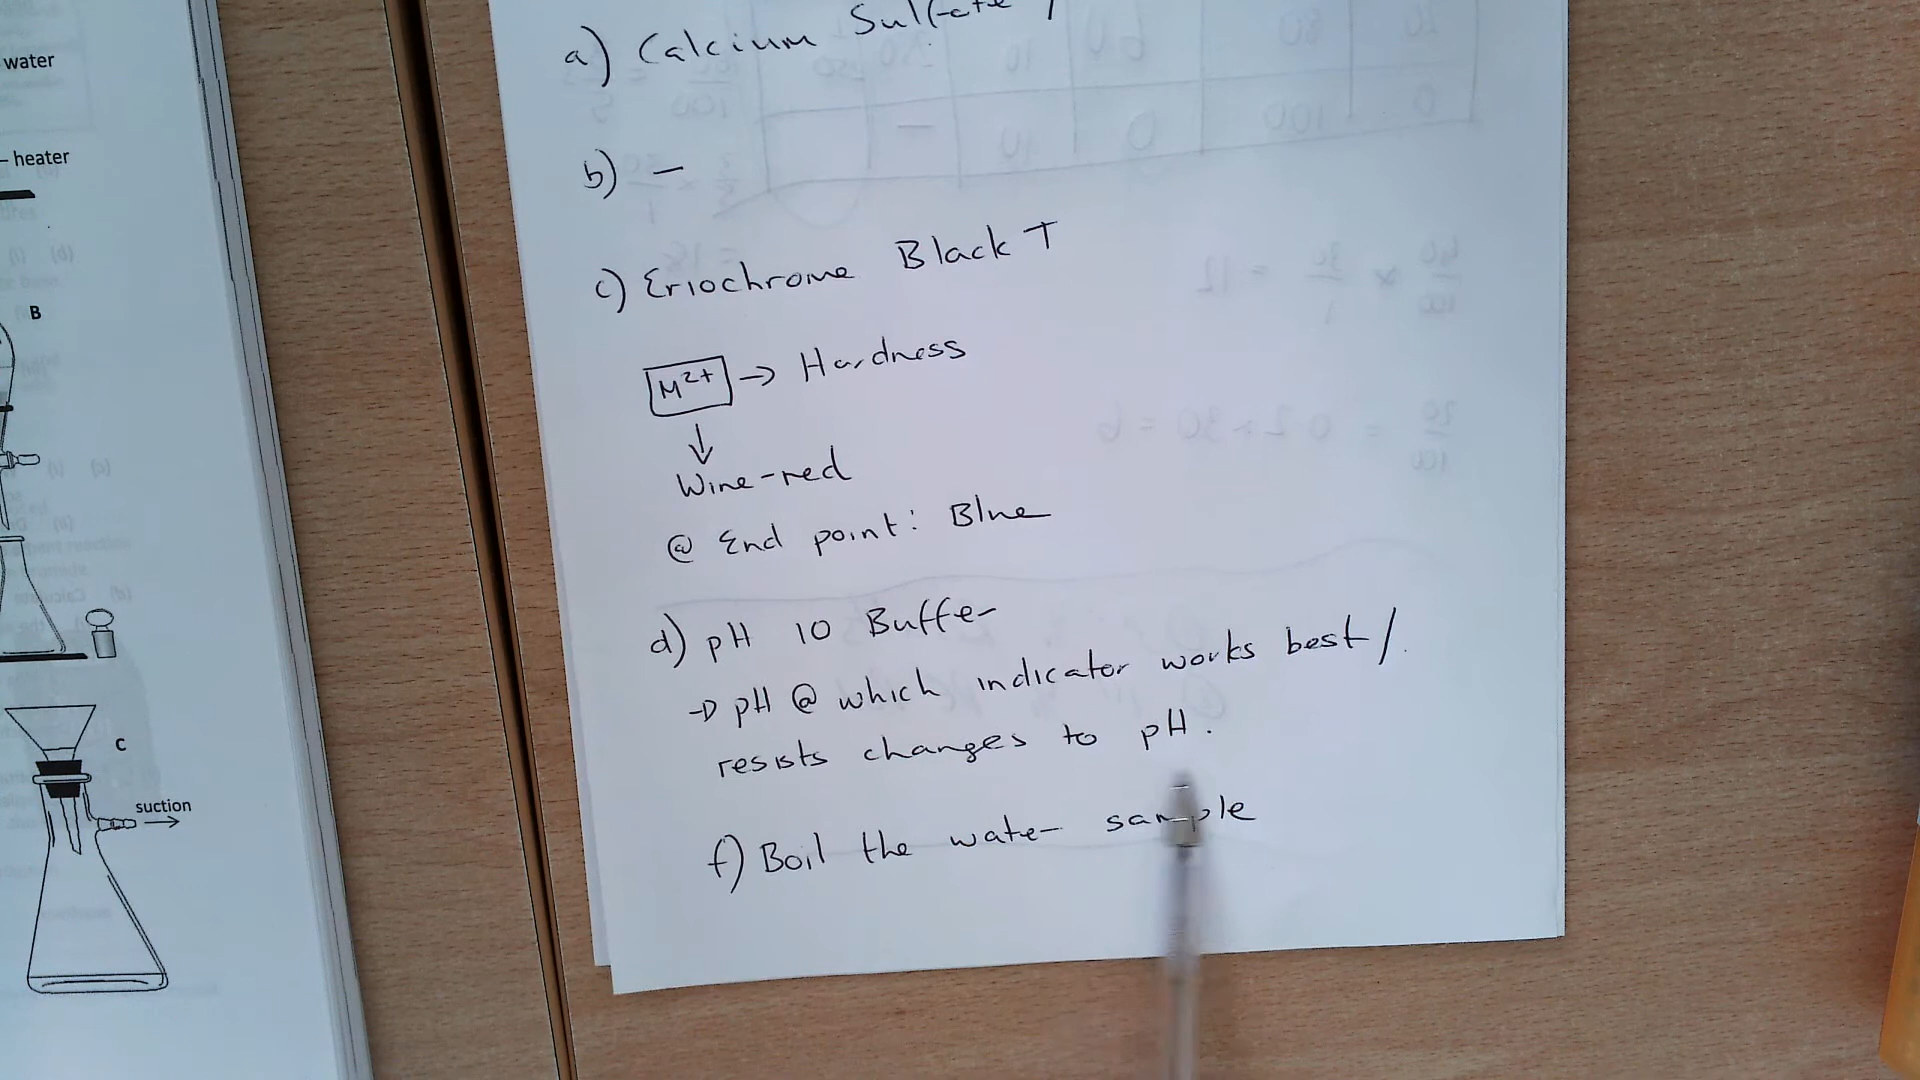 water
heater
B
C
suction
a) Calcium Sulfate /
b) –
c) Eriochrome Black T
M²⁺ → Hardness
↓
Wine-red
@ End point: Blue
d) pH 10 Buffer
→ pH @ which indicator works best /
resists changes to pH.
f) Boil the water sample